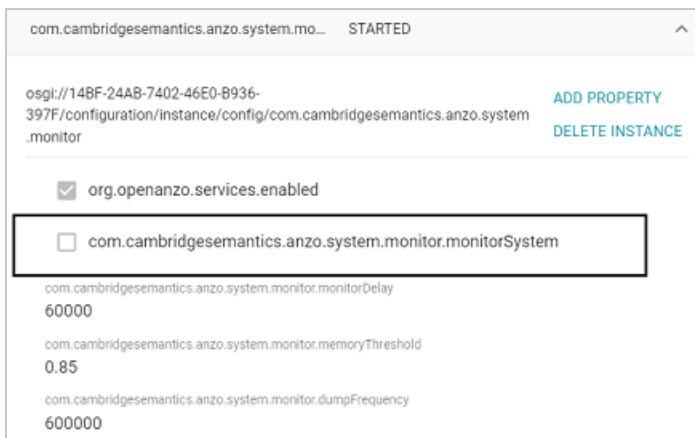 com.cambridgesemantics.anzo.system.mo... STARTED
osgi://14BF-24AB-7402-46E0-B936-
397F/configuration/instance/config/com.cambridgesemantics.anzo.system
.monitor
ADD PROPERTY
DELETE INSTANCE
org.openanzo.services.enabled
com.cambridgesemantics.anzo.system.monitor.monitorSystem
com.cambridgesemantics.anzo.system.monitor.monitorDelay
60000
com.cambridgesemantics.anzo.system.monitor.memoryThreshold
0.85
com.cambridgesemantics.anzo.system.monitor.dumpFrequency
600000